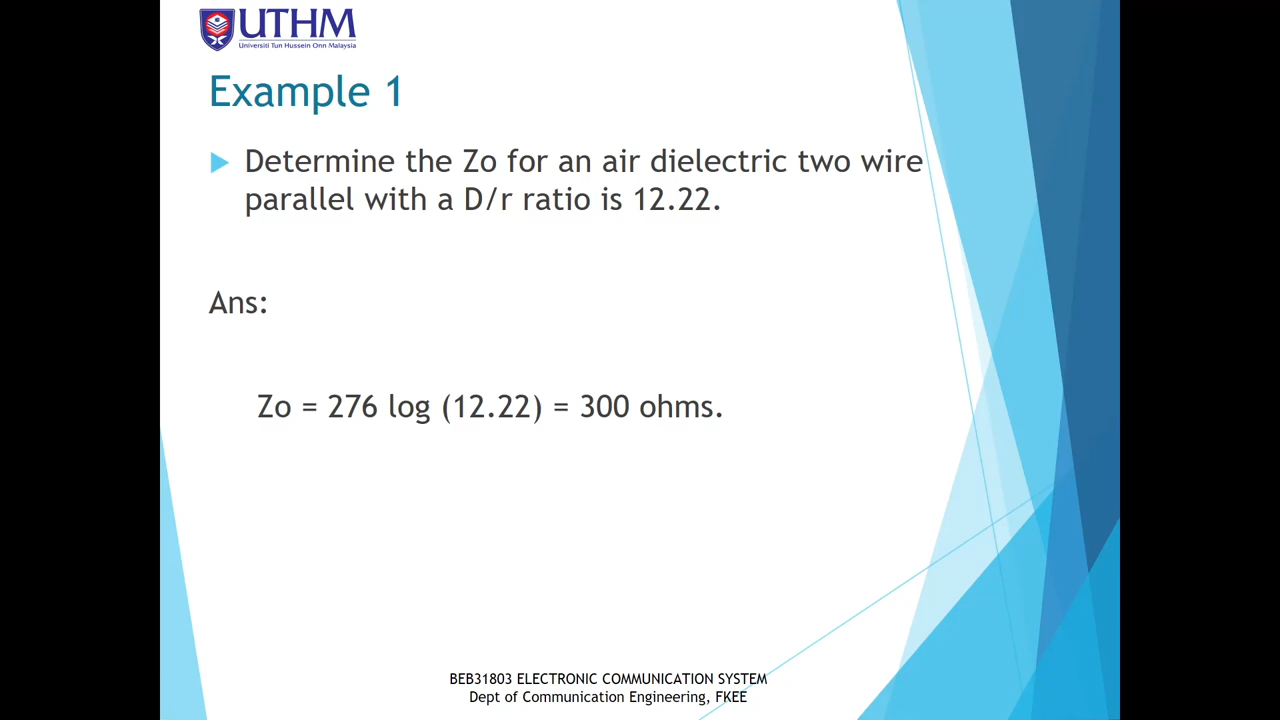 UTHM
Universiti Tun Hussein Onn Malaysia
Example 1
Determine the Zo for an air dielectric two wire
parallel with a D/r ratio is 12.22.
Ans:
Zo = 276 log (12.22) = 300 ohms.
BEB31803 ELECTRONIC COMMUNICATION SYSTEM
Dept of Communication Engineering, FKEE